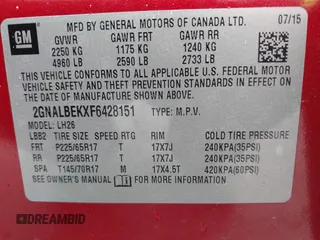 GM
MFD BY GENERAL MOTORS OF CANADA LTD. 07/15
GVWR GAWR FRT GAWR RR
2250 KG 1175 KG 1240 KG
4960 LB 2590 LB 2733 LB
THIS VEHICLE CONFORMS TO ALL APPLICABLE U.S.
FEDERAL MOTOR VEHICLE SAFETY, BUMPER, AND
THEFT PREVENTION STANDARDS IN EFFECT ON THE
DATE OF MANUFACTURE SHOWN ABOVE.
2GNALBEKXF6428151 TYPE: M.P.V.
MODEL: LH26
TIRE SIZE SPEED RTG RIM COLD TIRE PRESSURE
FRT P225/65R17 T 17X7J 240KPA(35PSI)
RR P225/65R17 T 17X7J 240KPA(35PSI)
SPA T145/70R17 M 17X4.5T 420KPA(60PSI)
SEE OWNER'S MANUAL FOR ADDITIONAL INFORMATION.
DREAMBID